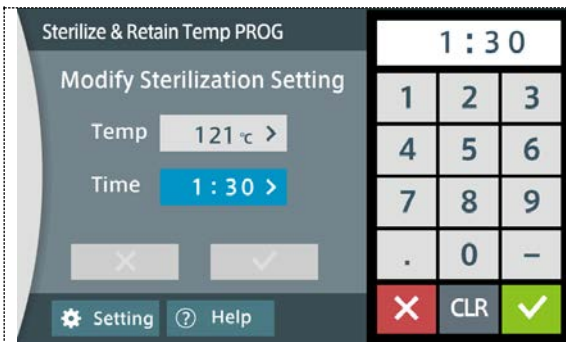 Sterilize & Retain Temp PROG
Modify Sterilization Setting
Temp 121 ℃ >
Time 1:30 >
Setting ? Help
1:30
1 2 3
4 5 6
7 8 9
. 0 –
CLR